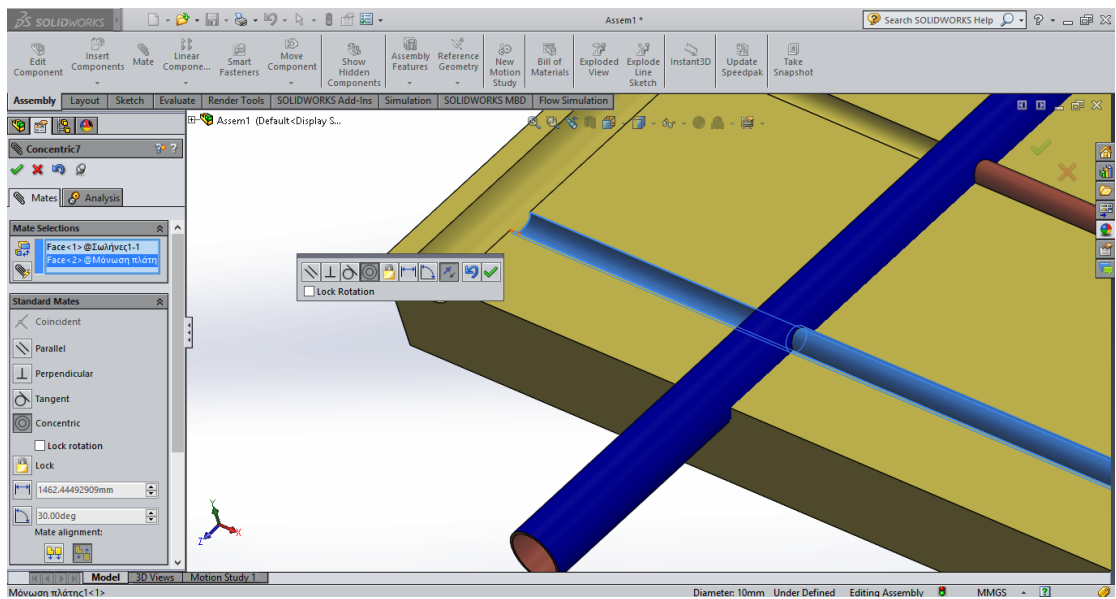 SOLIDWORKS
Assem1 *
Search SOLIDWORKS Help
Edit Component
Insert Components
Mate
Linear Compone...
Smart Fasteners
Move Component
Show Hidden Components
Assembly Features
Reference Geometry
New Motion Study
Bill of Materials
Exploded View
Explode Line Sketch
Instant3D
Update Speedpak
Take Snapshot
Assembly Layout Sketch Evaluate Render Tools SOLIDWORKS Add-Ins Simulation SOLIDWORKS MBD Flow Simulation
Assem1 (Default<Display S...
Concentric7
Mates Analysis
Mate Selections
Face<1>@Σωλήνες1-1
Face<2>@Μόνωση πλάτη
Lock Rotation
Standard Mates
Coincident
Parallel
Perpendicular
Tangent
Concentric
Lock rotation
Lock
1462.44492909mm
30.00deg
Mate alignment:
Y
X
Z
Model 3D Views Motion Study 1
Μόνωση πλάτης1<1>
Diameter: 10mm Under Defined Editing Assembly MMGS